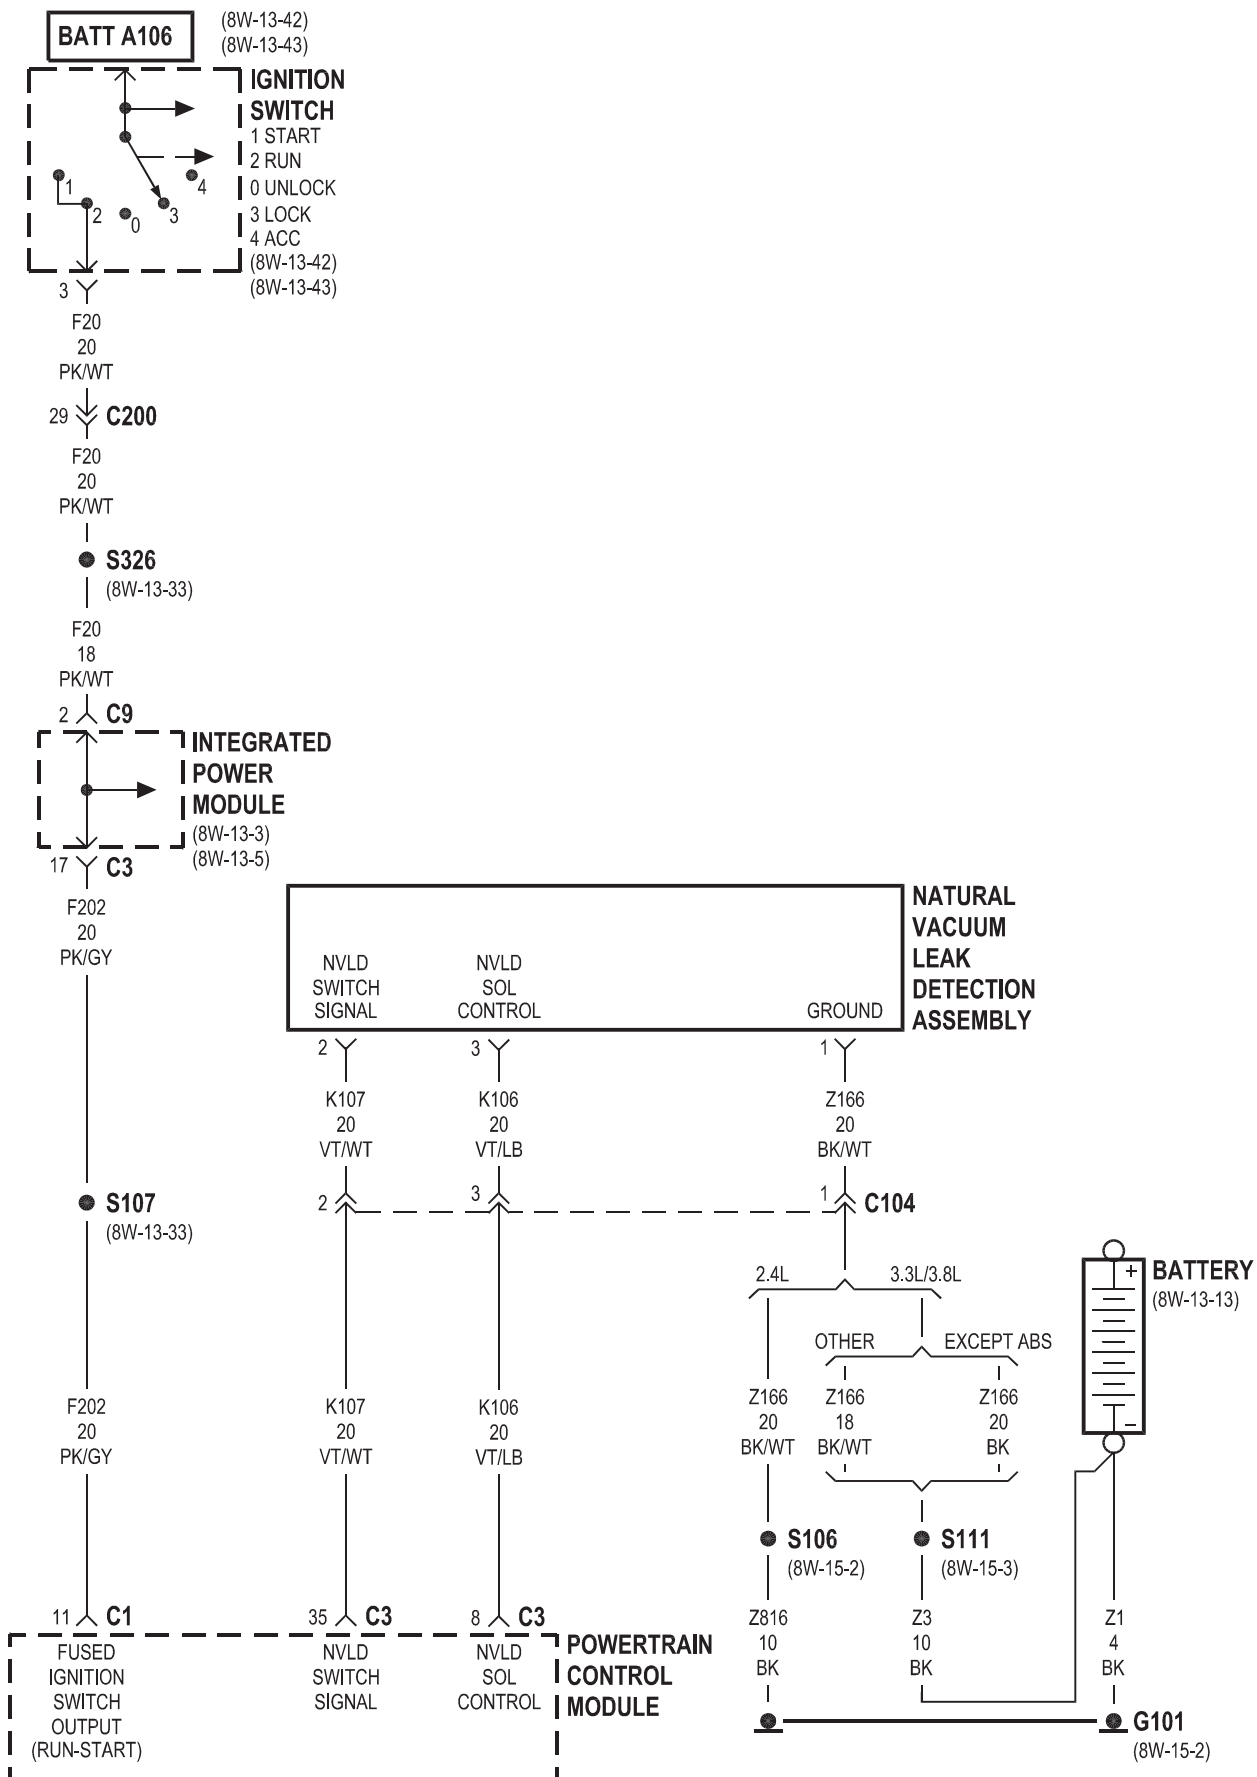 BATT A106
(8W-13-42)
(8W-13-43)
IGNITION
SWITCH
1 START
2 RUN
0 UNLOCK
3 LOCK
4 ACC
(8W-13-42)
(8W-13-43)
1
2
0
3
4
3
F20
20
PK/WT
29
C200
F20
20
PK/WT
S326
(8W-13-33)
F20
18
PK/WT
2
C9
INTEGRATED
POWER
MODULE
(8W-13-3)
(8W-13-5)
17
C3
F202
20
PK/GY
NATURAL
VACUUM
LEAK
DETECTION
ASSEMBLY
NVLD
SWITCH
SIGNAL
NVLD
SOL
CONTROL
GROUND
2
3
1
K107
20
VT/WT
K106
20
VT/LB
Z166
20
BK/WT
S107
(8W-13-33)
2
3
1
C104
2.4L
3.3L/3.8L
OTHER
EXCEPT ABS
+
-
BATTERY
(8W-13-13)
F202
20
PK/GY
K107
20
VT/WT
K106
20
VT/LB
Z166
20
BK/WT
Z166
18
BK/WT
Z166
20
BK
S106
(8W-15-2)
S111
(8W-15-3)
11
C1
35
C3
8
C3
Z816
10
BK
Z3
10
BK
Z1
4
BK
FUSED
IGNITION
SWITCH
OUTPUT
(RUN-START)
NVLD
SWITCH
SIGNAL
NVLD
SOL
CONTROL
POWERTRAIN
CONTROL
MODULE
G101
(8W-15-2)